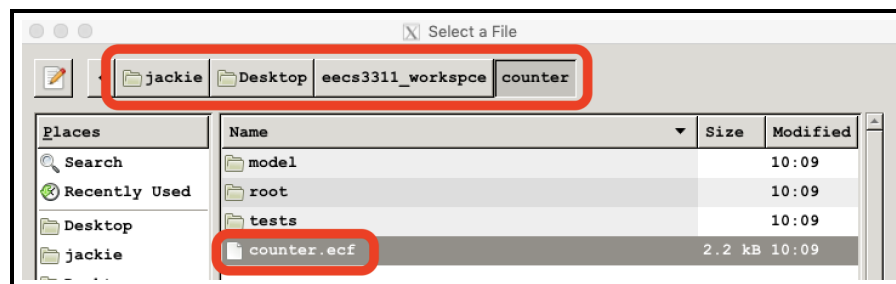 Select a File
jackie Desktop eecs3311_workspce counter
Places Name Size Modified
Search model 10:09
Recently Used root 10:09
Desktop tests 10:09
jackie counter.ecf 2.2 kB 10:09